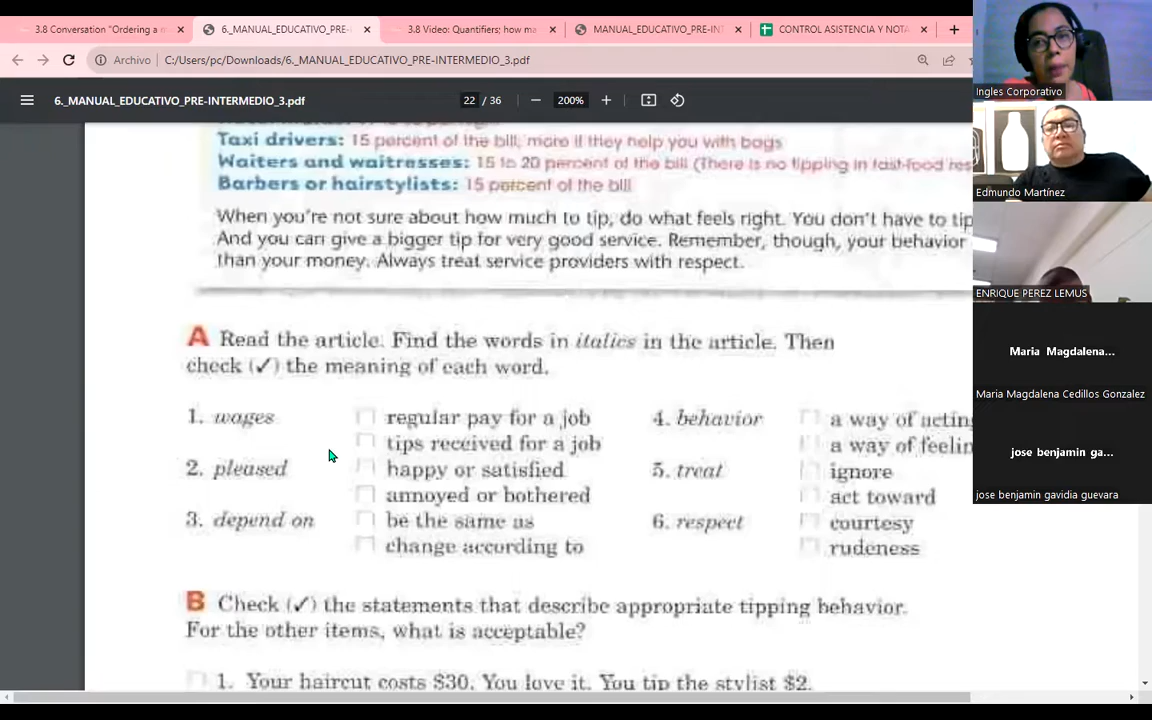 3.8 Conversation "Ordering a m
6._MANUAL_EDUCATIVO_PRE-
3.8 Video: Quantifiers; how ma
MANUAL_EDUCATIVO_PRE-INT
CONTROL ASISTENCIA Y NOTA
Archivo
C:/Users/pc/Downloads/6._MANUAL_EDUCATIVO_PRE-INTERMEDIO_3.pdf
6._MANUAL_EDUCATIVO_PRE-INTERMEDIO_3.pdf
22 / 36
200%
Taxi drivers: 15 percent of the bill; more if they help you with bags
Waiters and waitresses: 15 to 20 percent of the bill (There is no tipping in fast-food res
Barbers or hairstylists: 15 percent of the bill
When you're not sure about how much to tip, do what feels right. You don't have to tip
And you can give a bigger tip for very good service. Remember, though, your behavior
than your money. Always treat service providers with respect.
A Read the article. Find the words in italics in the article. Then
check (✓) the meaning of each word.
1. wages
regular pay for a job
tips received for a job
2. pleased
happy or satisfied
annoyed or bothered
3. depend on
be the same as
change according to
4. behavior
a way of acting
a way of feelin
5. treat
ignore
act toward
6. respect
courtesy
rudeness
B Check (✓) the statements that describe appropriate tipping behavior.
For the other items, what is acceptable?
1. Your haircut costs $30. You love it. You tip the stylist $2.
Ingles Corporativo
Edmundo Martínez
ENRIQUE PEREZ LEMUS
Maria Magdalena...
Maria Magdalena Cedillos Gonzalez
jose benjamin ga...
jose benjamin gavidia guevara